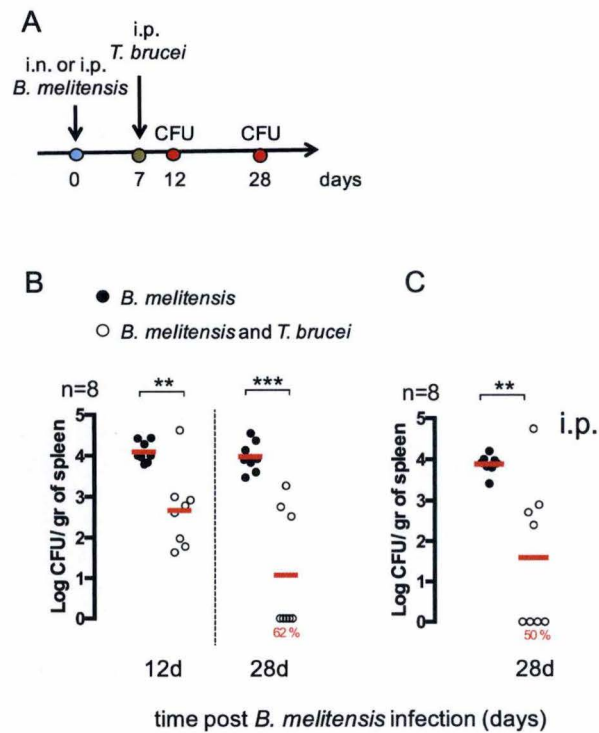 A
i.p.
T. brucei
i.n. or i.p.
B. melitensis
CFU CFU
0 7 12 28 days
B
B. melitensis
B. melitensis and T. brucei
n=8
** ***
Log CFU/ gr of spleen
5
4
3
2
1
0
62 %
12d 28d
C
n=8
**
i.p.
Log CFU/ gr of spleen
5
4
3
2
1
0
50 %
28d
time post B. melitensis infection (days)